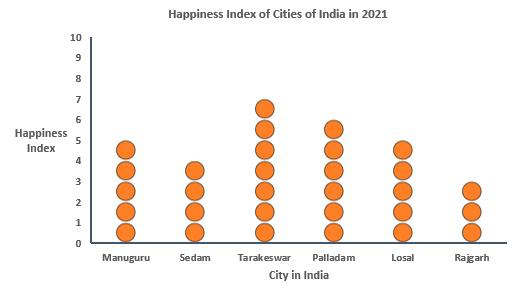 Happiness Index of Cities of India in 2021
10
9
8
7
6
5
4
3
2
1
0
Happiness
Index
Manuguru Sedam Tarakeswar Palladam Losal Rajgarh
City in India